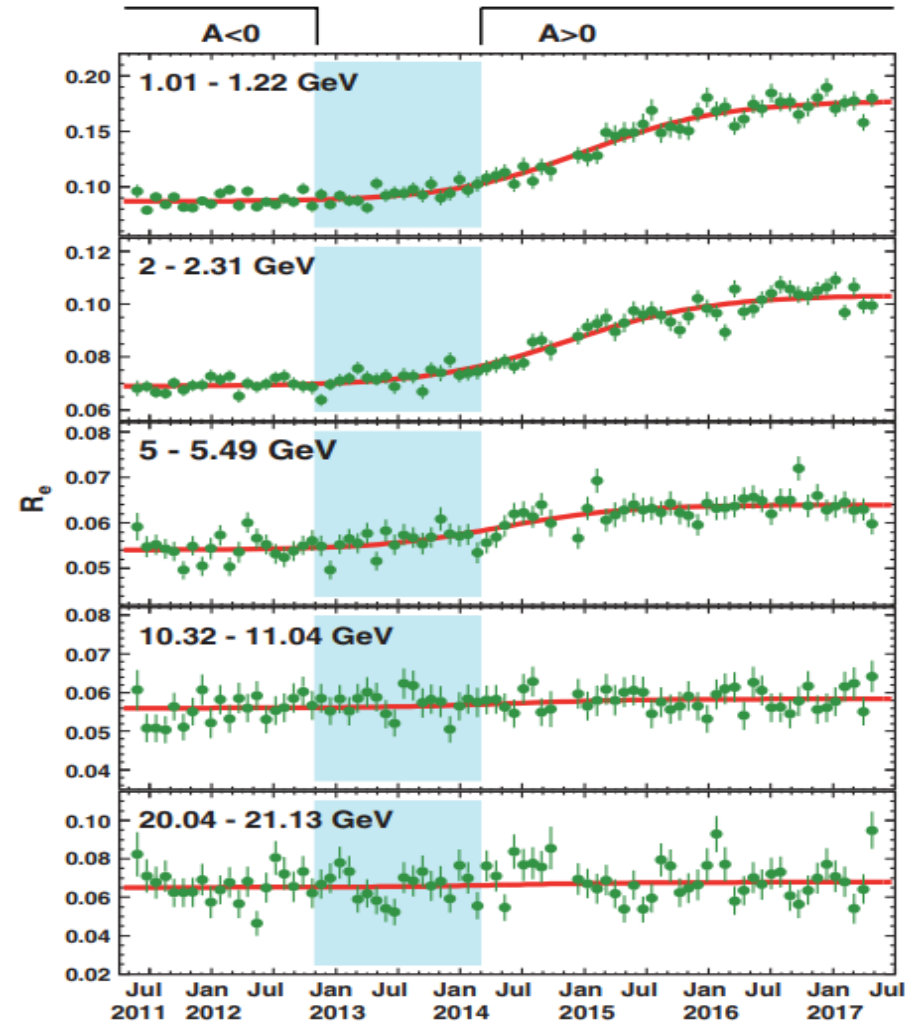 A<0 A>0
1.01 - 1.22 GeV
0.20
0.15
0.10
2 - 2.31 GeV
0.12
0.10
0.08
0.06
5 - 5.49 GeV
0.08
0.07
0.06
0.05
R_e
10.32 - 11.04 GeV
0.08
0.07
0.06
0.05
0.04
20.04 - 21.13 GeV
0.10
0.08
0.06
0.04
0.02
Jul Jan Jul Jan Jul Jan Jul Jan Jul Jan Jul Jan Jul
2011 2012 2013 2014 2015 2016 2017